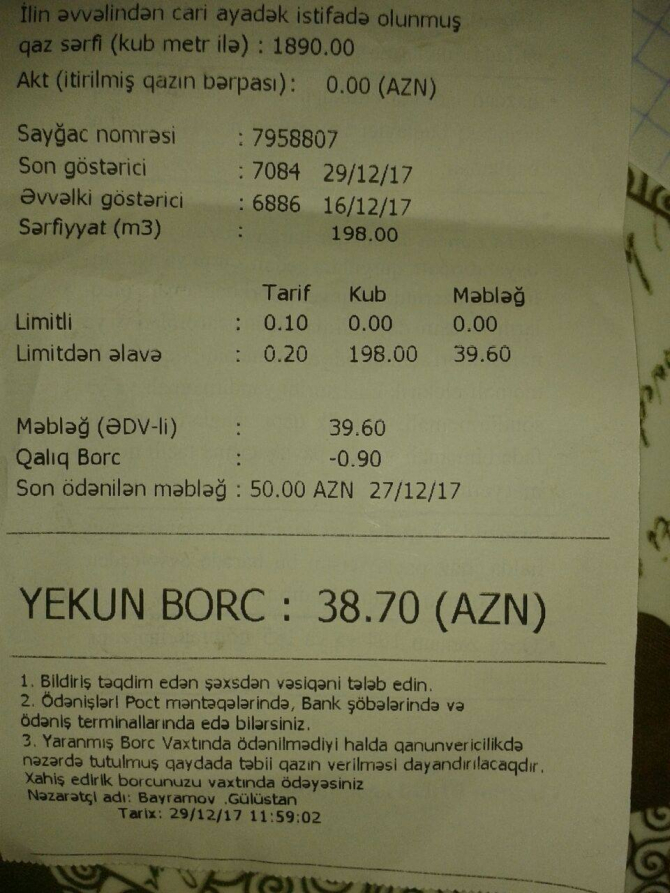 İlin əvvəlindən cari ayadək istifadə olunmuş
qaz sərfi (kub metr ilə) : 1890.00
Akt (itirilmiş qazın bərpası): 0.00 (AZN)
Sayğac nomrəsi : 7958807
Son göstərici : 7084 29/12/17
Əvvəlki göstərici : 6886 16/12/17
Sərfiyyat (m3) : 198.00
Tarif Kub Məbləğ
Limitli : 0.10 0.00 0.00
Limitdən əlavə : 0.20 198.00 39.60
Məbləğ (ƏDV-li) : 39.60
Qalıq Borc : -0.90
Son ödənilən məbləğ : 50.00 AZN 27/12/17
YEKUN BORC : 38.70 (AZN)
1. Bildiriş təqdim edən şəxsdən vəsiqəni tələb edin.
2. Ödənişləri Poct məntəqələrində, Bank şöbələrində və
ödəniş terminallarında edə bilərsiniz.
3. Yaranmış Borc Vaxtında ödənilmədiyi halda qanunvericilikdə
nəzərdə tutulmuş qaydada təbii qazın verilməsi dayandırılacaqdır.
Xahiş edirik borcunuzu vaxtında ödəyəsiniz
Nəzarətçi adı: Bayramov .Gülüstan
Tarix: 29/12/17 11:59:02